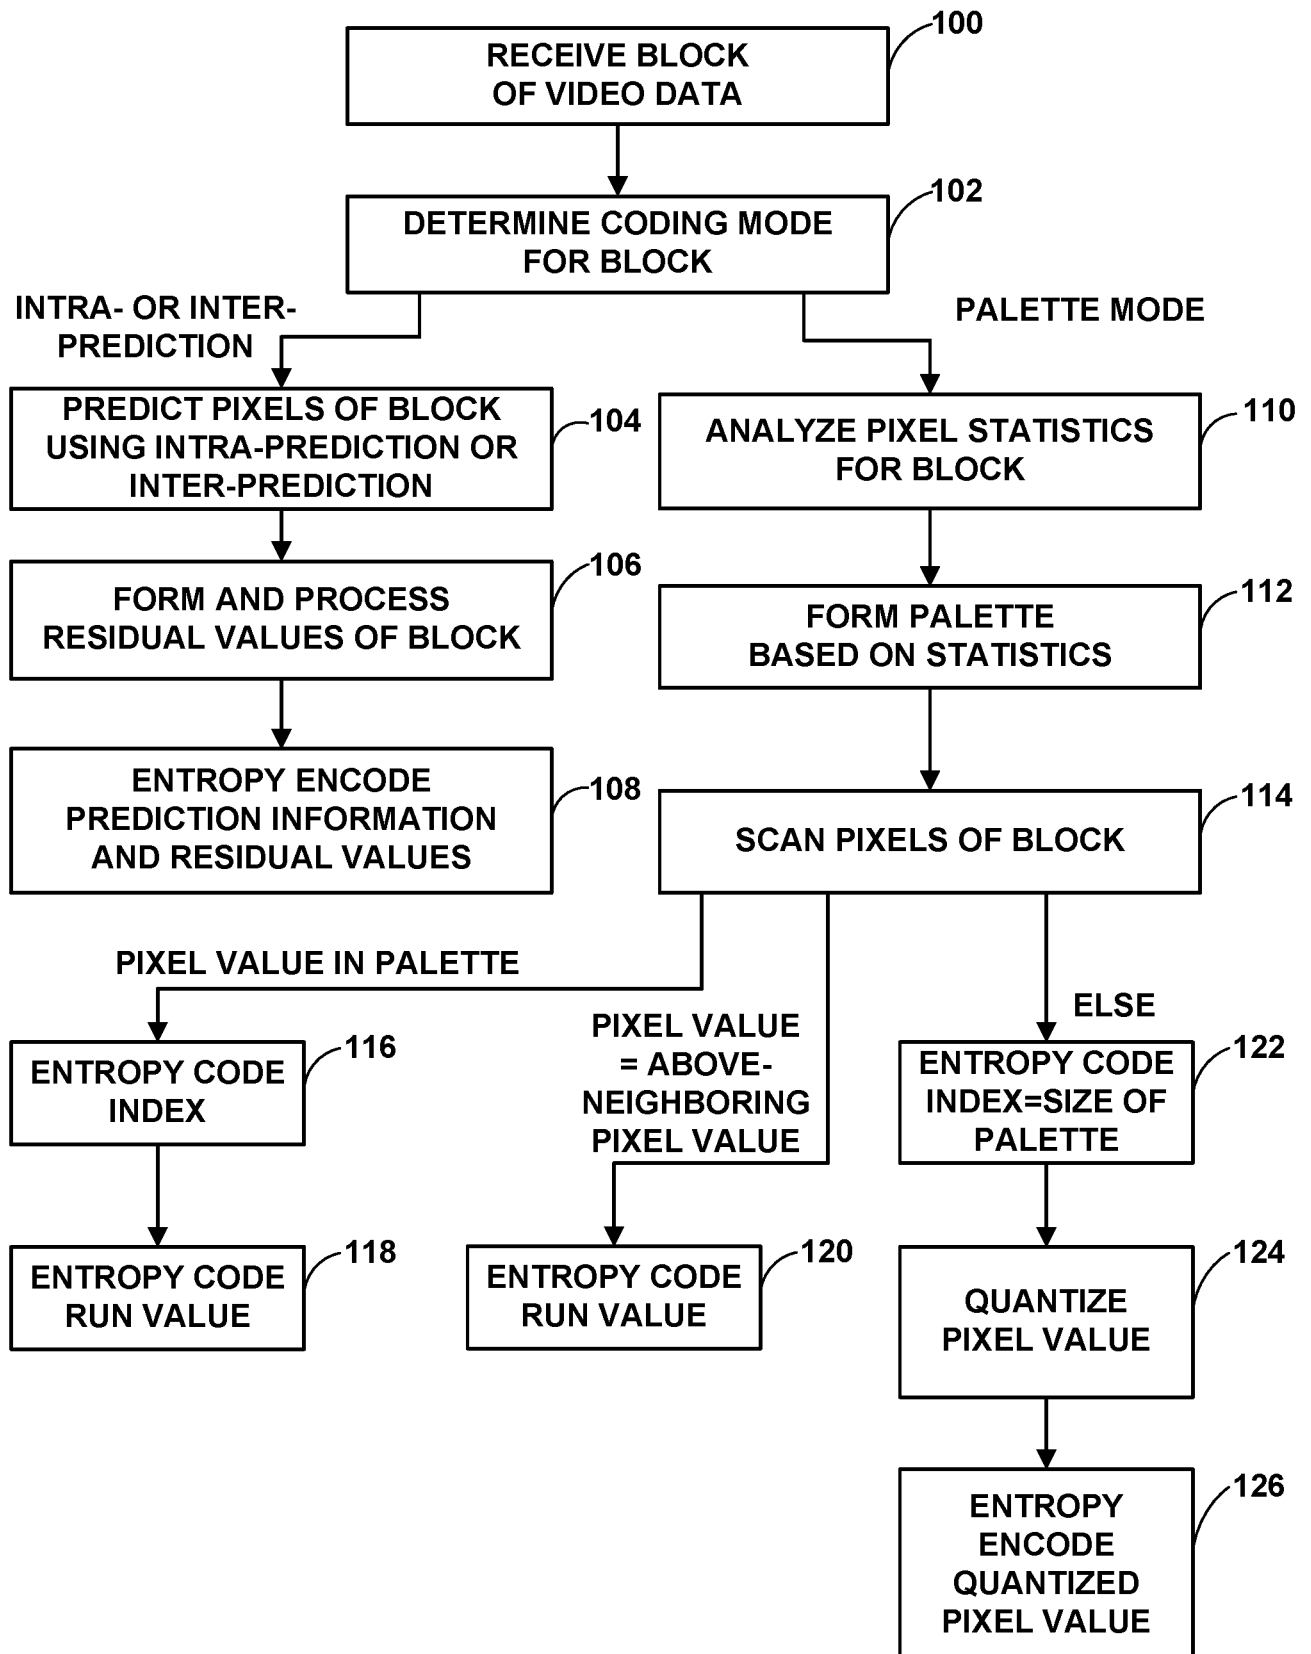 100
RECEIVE BLOCK
OF VIDEO DATA
102
DETERMINE CODING MODE
FOR BLOCK
INTRA- OR INTER-
PREDICTION
PALETTE MODE
PREDICT PIXELS OF BLOCK
USING INTRA-PREDICTION OR
INTER-PREDICTION
104
ANALYZE PIXEL STATISTICS
FOR BLOCK
110
FORM AND PROCESS
RESIDUAL VALUES OF BLOCK
106
FORM PALETTE
BASED ON STATISTICS
112
ENTROPY ENCODE
PREDICTION INFORMATION
AND RESIDUAL VALUES
108
SCAN PIXELS OF BLOCK
114
PIXEL VALUE IN PALETTE
PIXEL VALUE
= ABOVE-
NEIGHBORING
PIXEL VALUE
ELSE
ENTROPY CODE
INDEX
116
ENTROPY CODE
INDEX=SIZE OF
PALETTE
122
ENTROPY CODE
RUN VALUE
118
ENTROPY CODE
RUN VALUE
120
QUANTIZE
PIXEL VALUE
124
ENTROPY
ENCODE
QUANTIZED
PIXEL VALUE
126